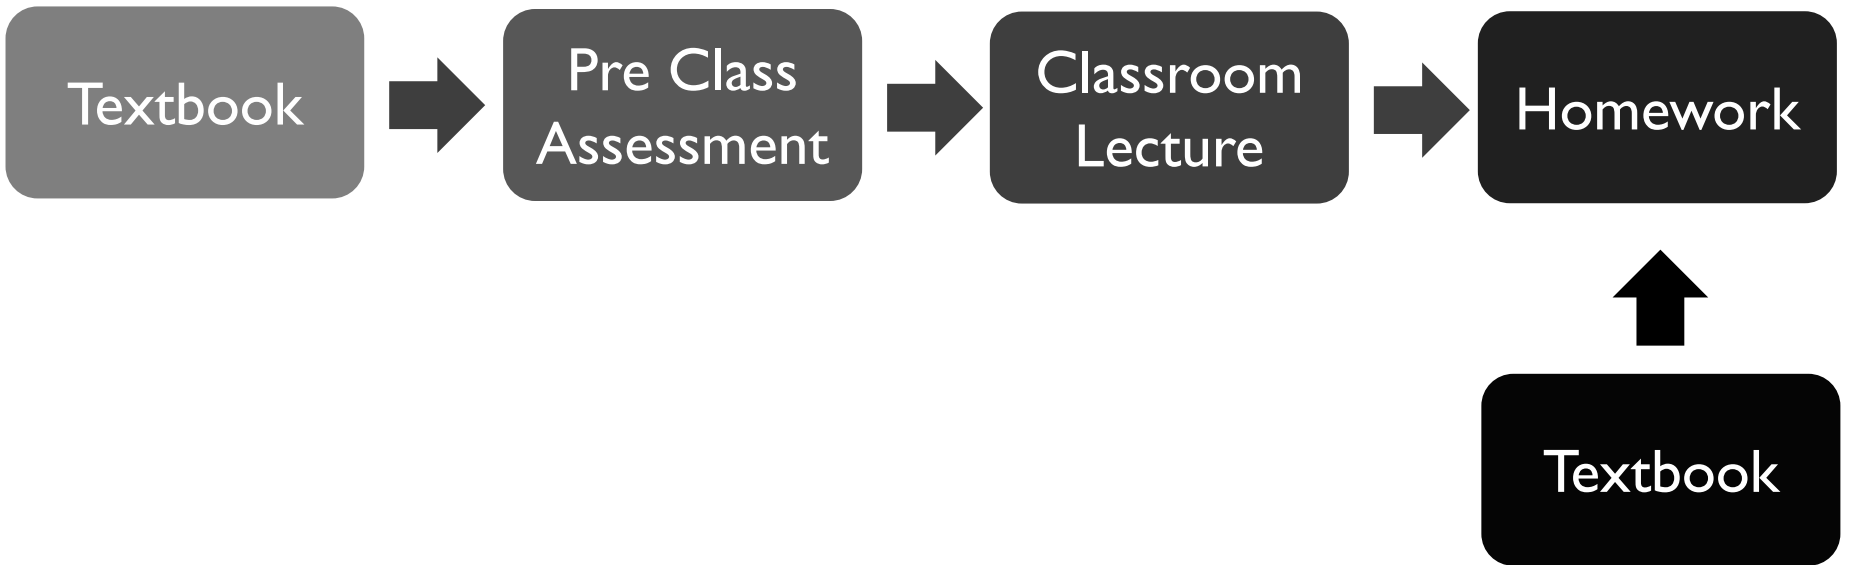 Textbook
Pre Class
Assessment
Classroom
Lecture
Homework
Textbook